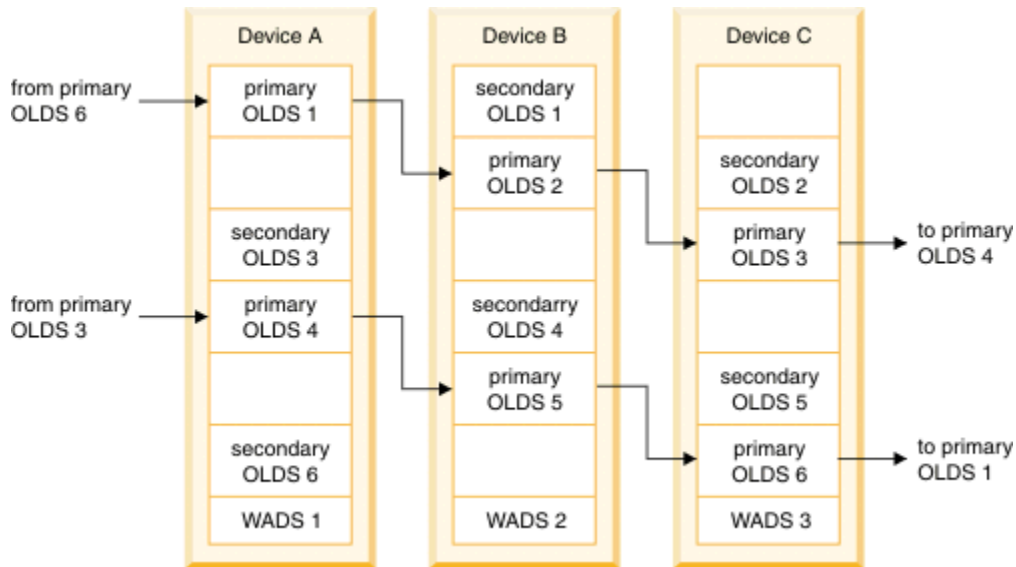 Device A
Device B
Device C
from primary
OLDS 6
primary
OLDS 1
secondary
OLDS 1
primary
OLDS 2
secondary
OLDS 2
secondary
OLDS 3
primary
OLDS 3
to primary
OLDS 4
from primary
OLDS 3
primary
OLDS 4
secondarry
OLDS 4
primary
OLDS 5
secondary
OLDS 5
secondary
OLDS 6
primary
OLDS 6
to primary
OLDS 1
WADS 1
WADS 2
WADS 3